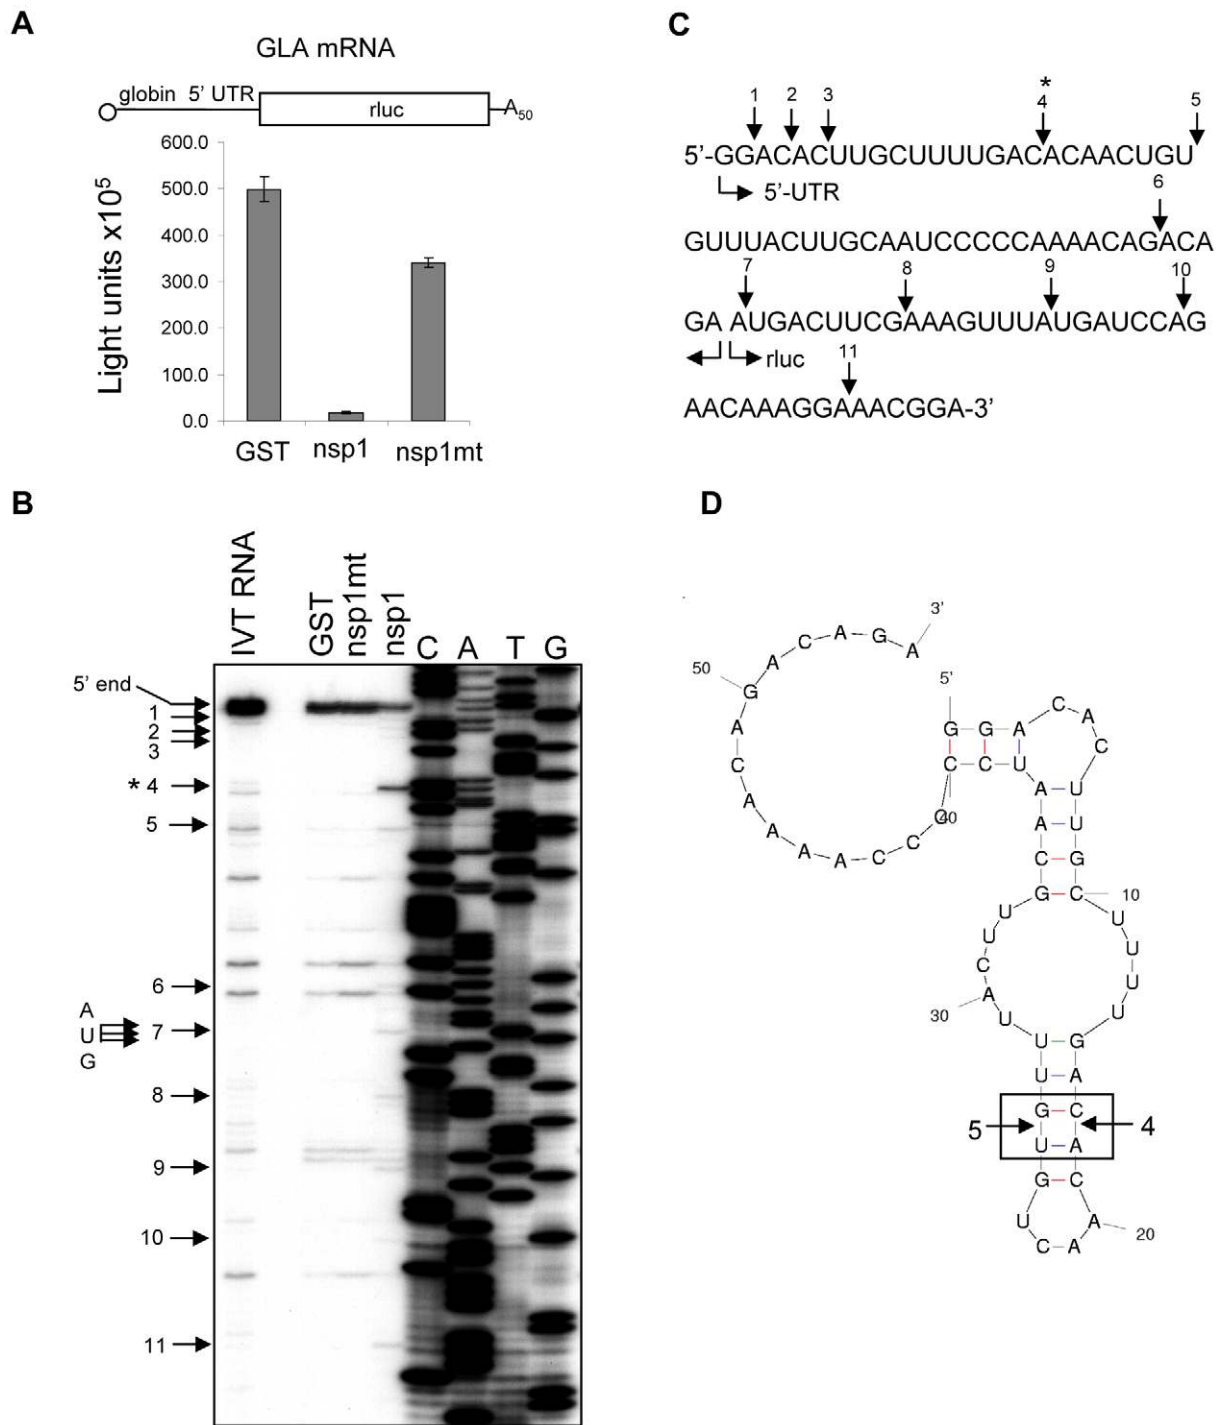 A
GLA mRNA
globin 5’ UTR
rluc
A50
Light units x10⁵
600.0
500.0
400.0
300.0
200.0
100.0
0.0
GST nsp1 nsp1mt
B
IVT RNA
GST
nsp1mt
nsp1
C A T G
5’ end
1
2
3
* 4
5
6
A
U
G
7
8
9
10
11
C
*
1 2 3 4 5
5’-GGACACUUGCUUUUGACACAACUGU
5’-UTR
6
GUUUACUUGCAAUCCCCCAAAACAGACA
7 8 9 10
GA AUGACUUCGAAAGUUUAUGAUCCAG
rluc
11
AACAAAGGAAACGGA-3’
D
3’
A G A C A G A C A A A A C C C
50
5’
G G A C A C U U G C U U U U G A C A C A A C U G U G U U U A C U U G C A A U C C
10
20
30
40
5
4